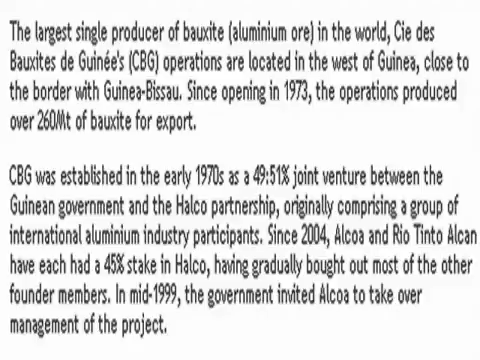 The largest single producer of bauxite (aluminium ore) in the world, Cie des
Bauxites de Guinée's (CBG) operations are located in the west of Guinea, close to
the border with Guinea-Bissau. Since opening in 1973, the operations produced
over 260Mt of bauxite for export.
CBG was established in the early 1970s as a 49:51% joint venture between the
Guinean government and the Halco partnership, originally comprising a group of
international aluminium industry participants. Since 2004, Alcoa and Rio Tinto Alcan
have each had a 45% stake in Halco, having gradually bought out most of the other
founder members. In mid-1999, the government invited Alcoa to take over
management of the project.